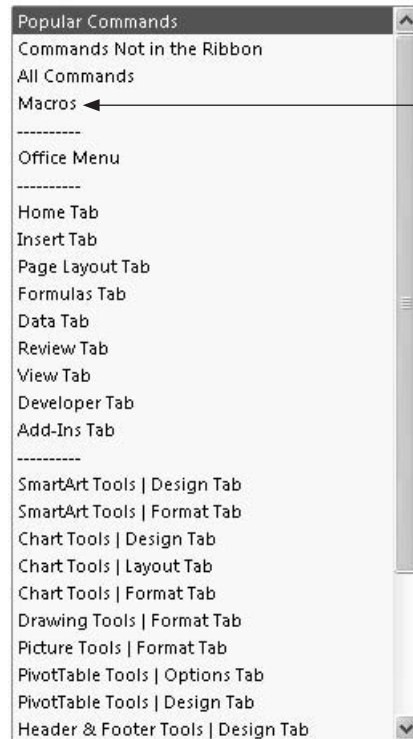 Popular Commands
Commands Not in the Ribbon
All Commands
Macros
----------
Office Menu
----------
Home Tab
Insert Tab
Page Layout Tab
Formulas Tab
Data Tab
Review Tab
View Tab
Developer Tab
Add-Ins Tab
----------
SmartArt Tools | Design Tab
SmartArt Tools | Format Tab
Chart Tools | Design Tab
Chart Tools | Layout Tab
Chart Tools | Format Tab
Drawing Tools | Format Tab
Picture Tools | Format Tab
PivotTable Tools | Options Tab
PivotTable Tools | Design Tab
Header & Footer Tools | Design Tab